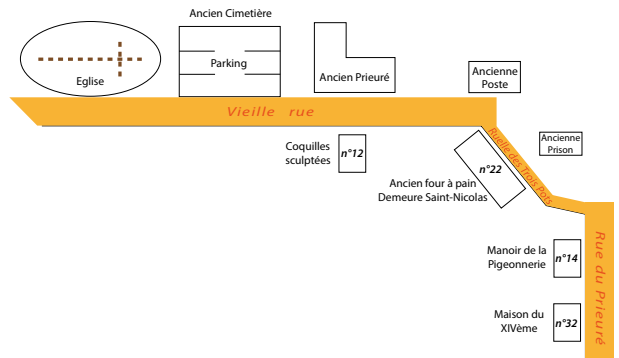 Ancien Cimetière
Parking
Eglise
Ancien Prieuré
Ancienne
Poste
Vieille rue
Ruelle des Trois Pots
Ancienne
Prison
Coquilles
sculptées
n°12
n°22
Ancien four à pain
Demeure Saint-Nicolas
Manoir de la
Pigeonnerie
n°14
Rue du Prieuré
Maison du
XIVème
n°32